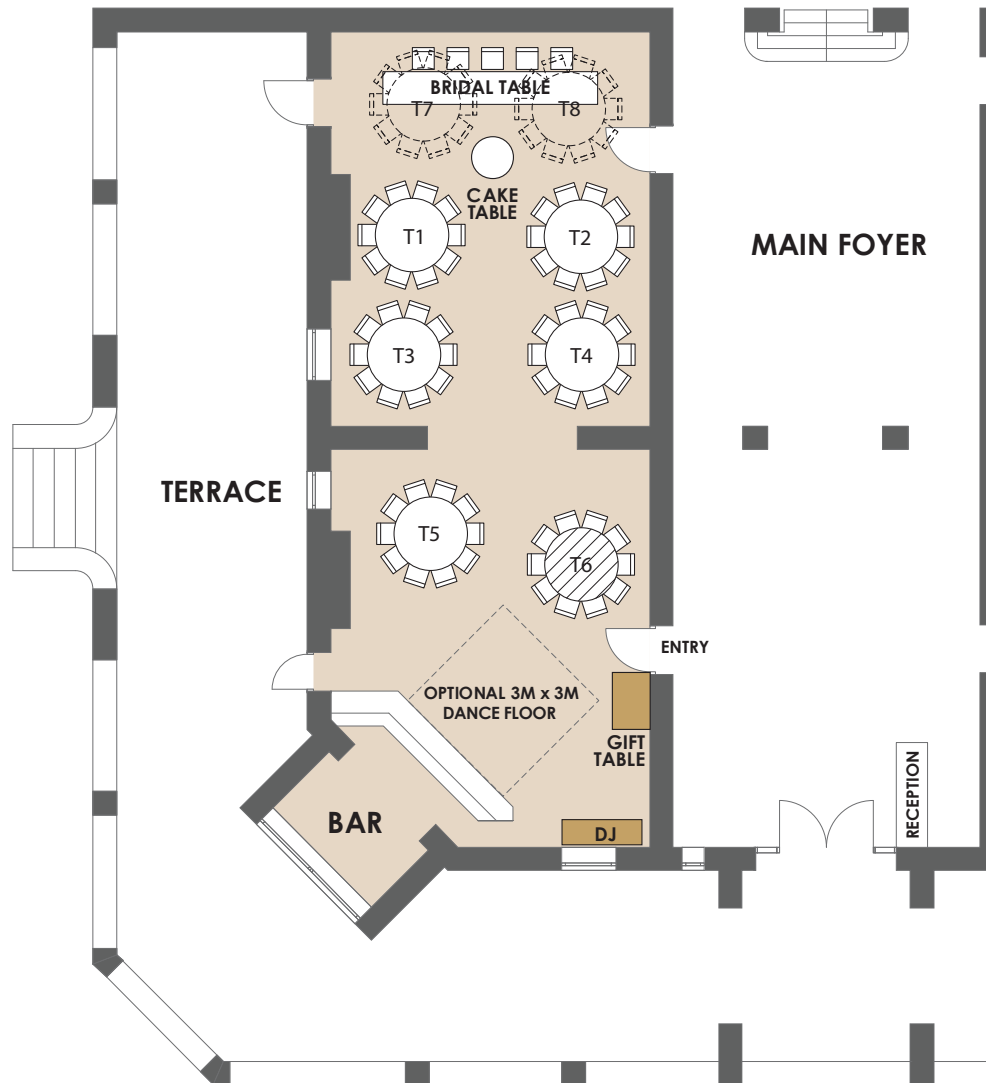 BRIDAL TABLE
T7
T8
CAKE
TABLE
T1
T2
MAIN FOYER
T3
T4
TERRACE
T5
T6
ENTRY
OPTIONAL 3M x 3M
DANCE FLOOR
GIFT
TABLE
RECEPTION
BAR
DJ